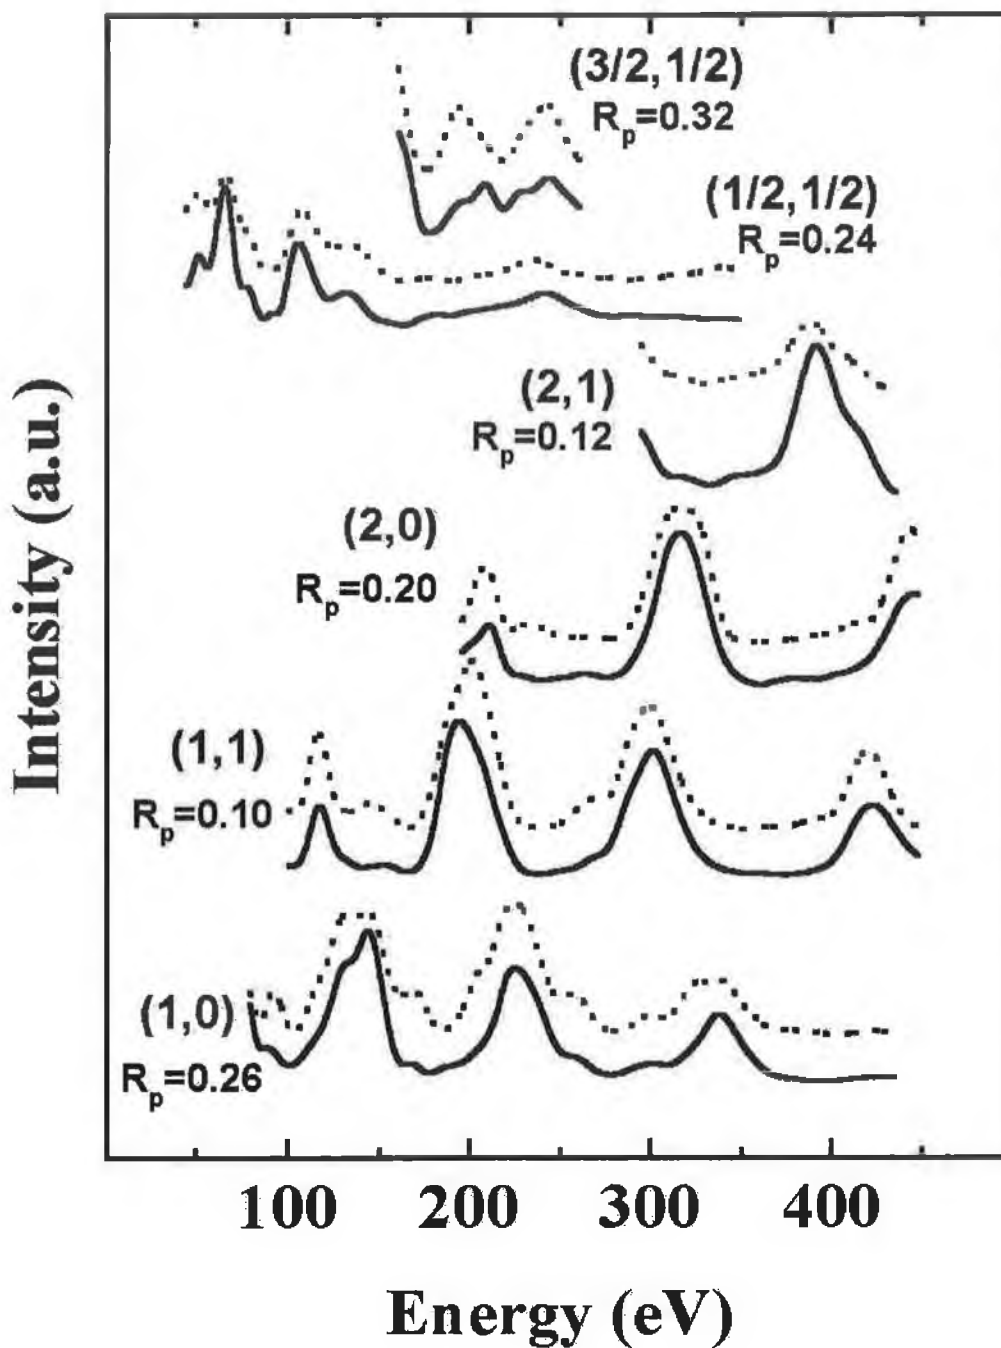 (3/2,1/2)
Rp=0.32
(1/2,1/2)
Rp=0.24
(2,1)
Rp=0.12
(2,0)
Rp=0.20
(1,1)
Rp=0.10
(1,0)
Rp=0.26
Intensity (a.u.)
100 200 300 400
Energy (eV)